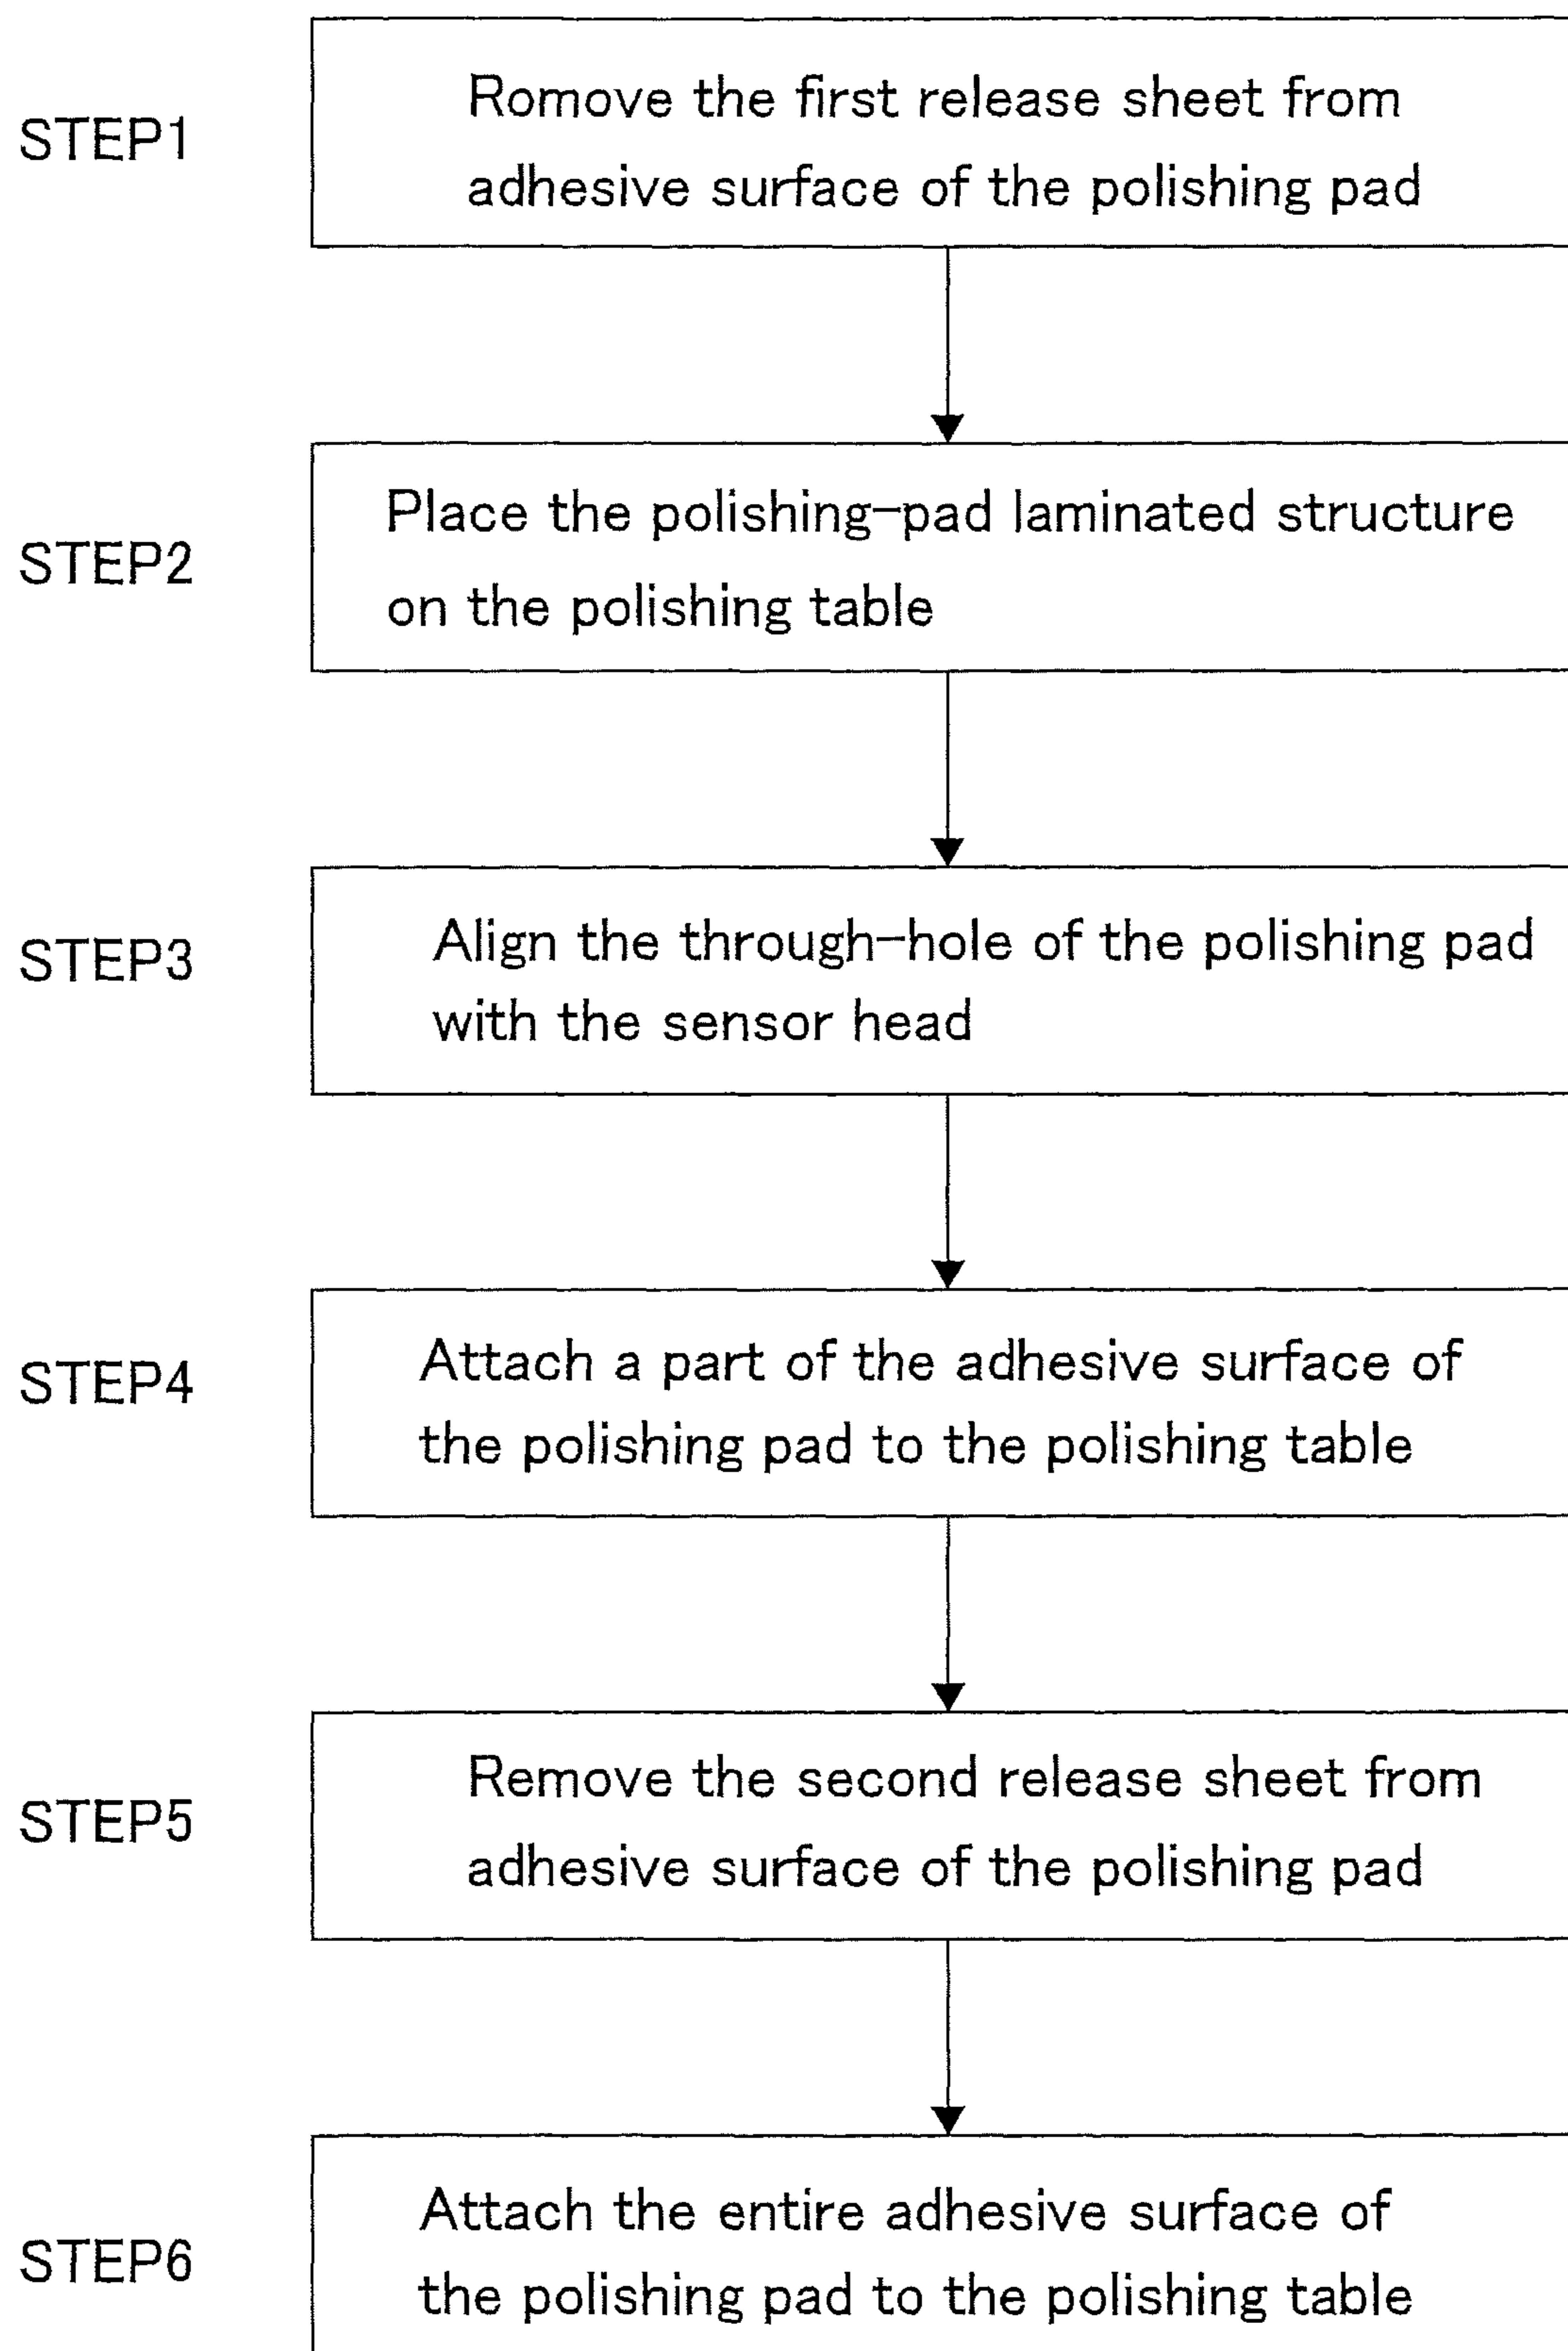 STEP1
Romove the first release sheet from
adhesive surface of the polishing pad
STEP2
Place the polishing-pad laminated structure
on the polishing table
STEP3
Align the through-hole of the polishing pad
with the sensor head
STEP4
Attach a part of the adhesive surface of
the polishing pad to the polishing table
STEP5
Remove the second release sheet from
adhesive surface of the polishing pad
STEP6
Attach the entire adhesive surface of
the polishing pad to the polishing table